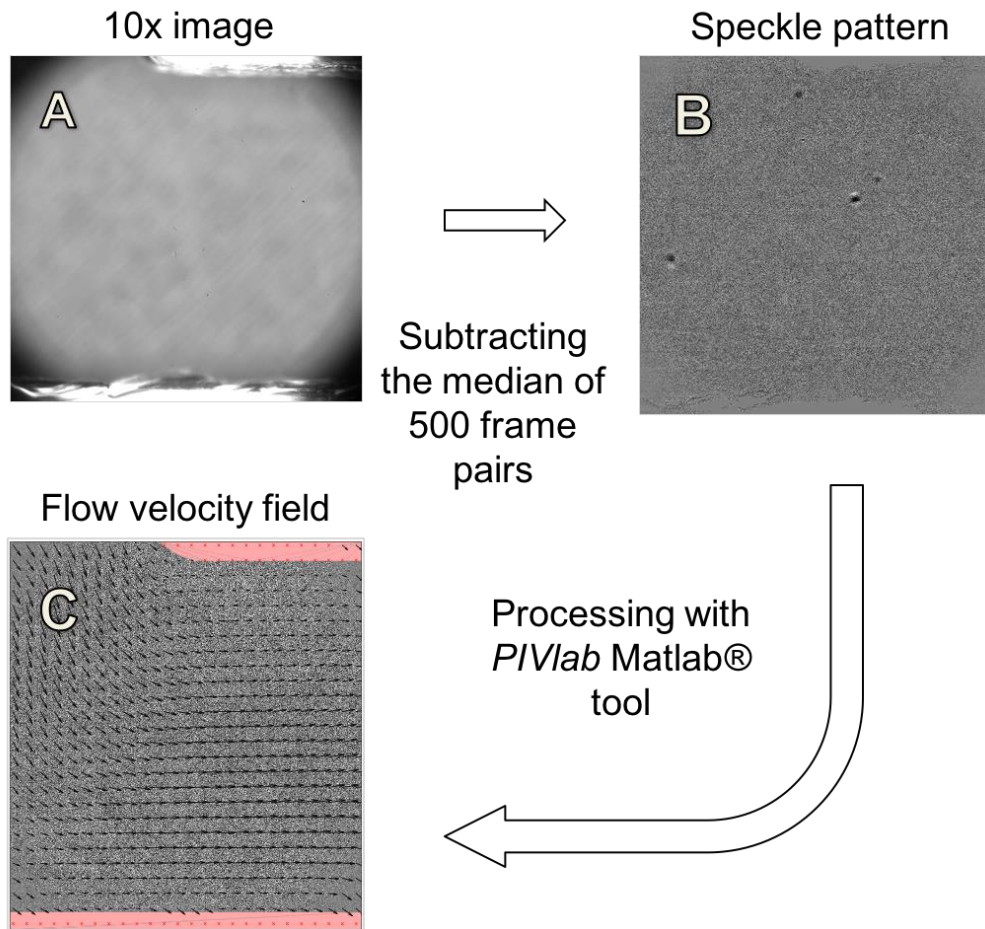 10x image
Speckle pattern
A
B
Subtracting
the median of
500 frame
pairs
Flow velocity field
C
Processing with
PIVlab Matlab®
tool